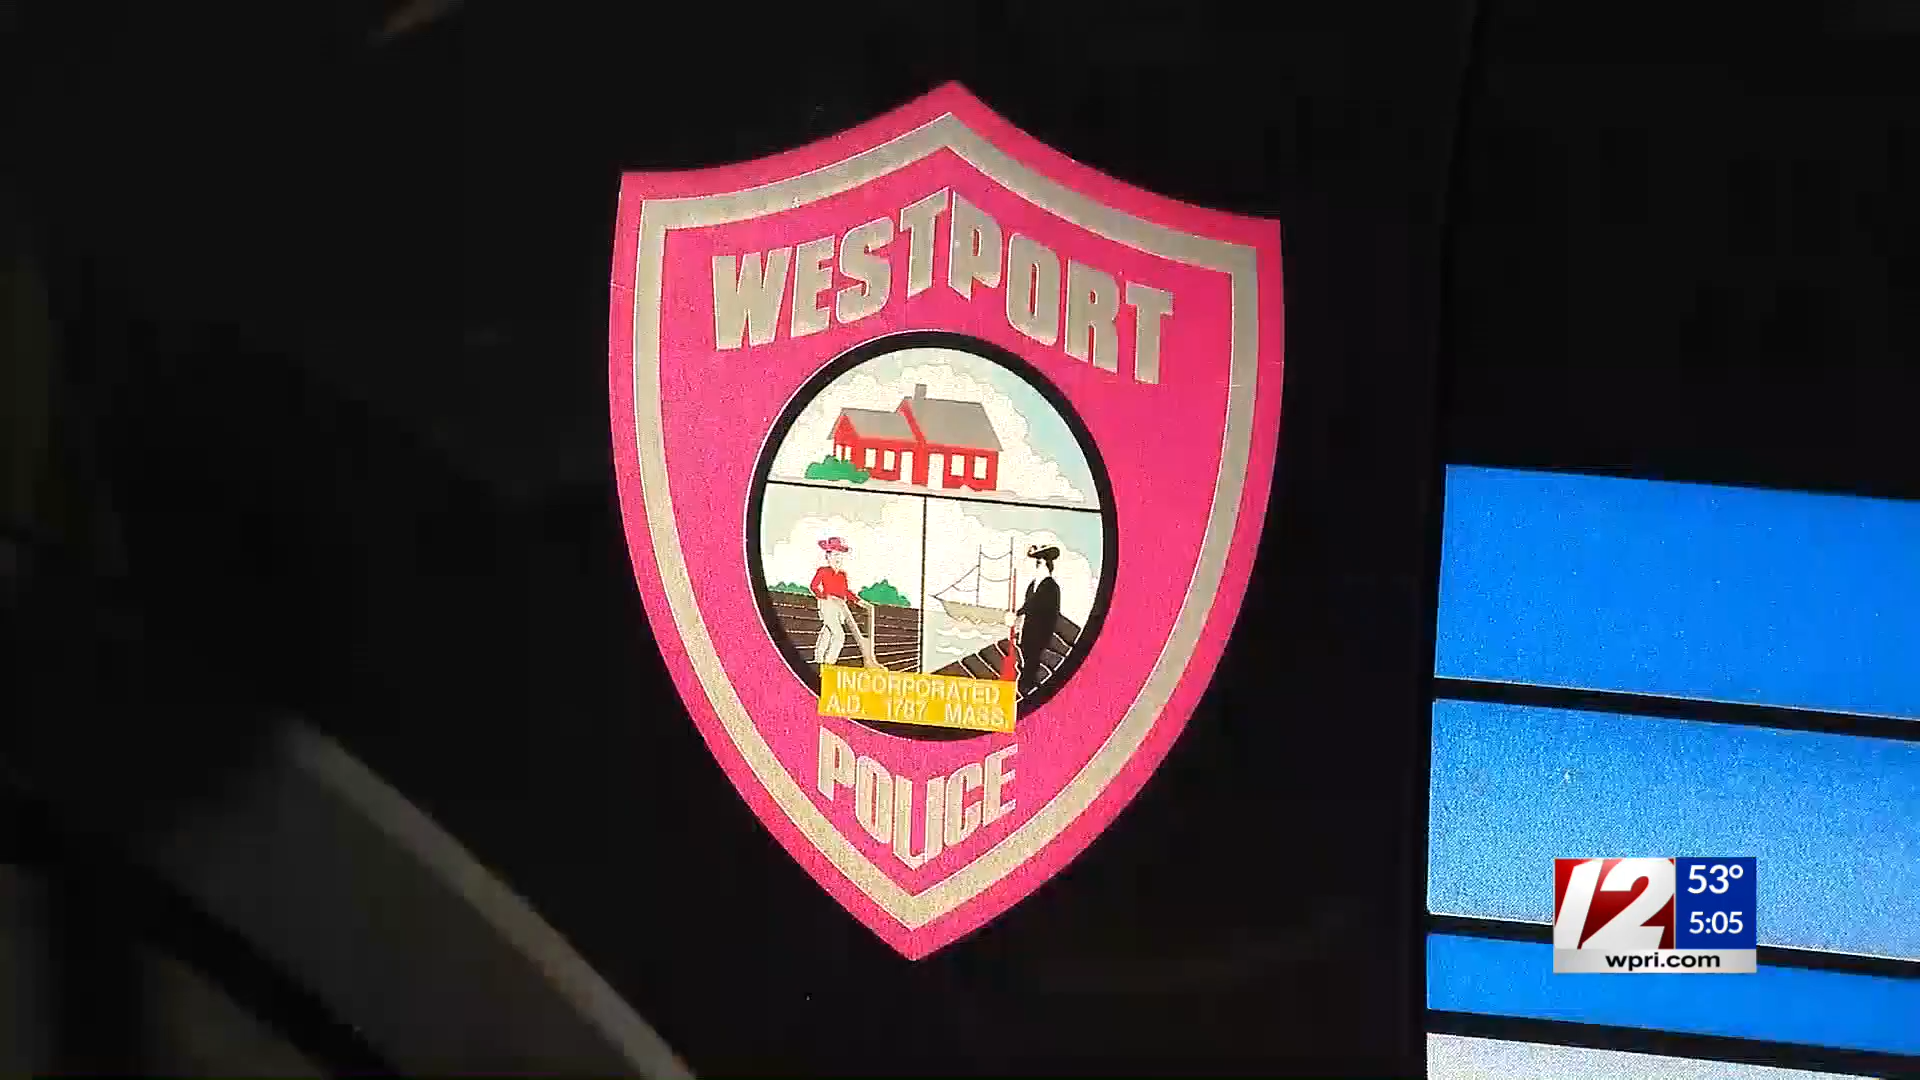 WESTPORT
INCORPORATED
A.D. 1787 MASS.
POLICE
12
53°
5:05
wpri.com